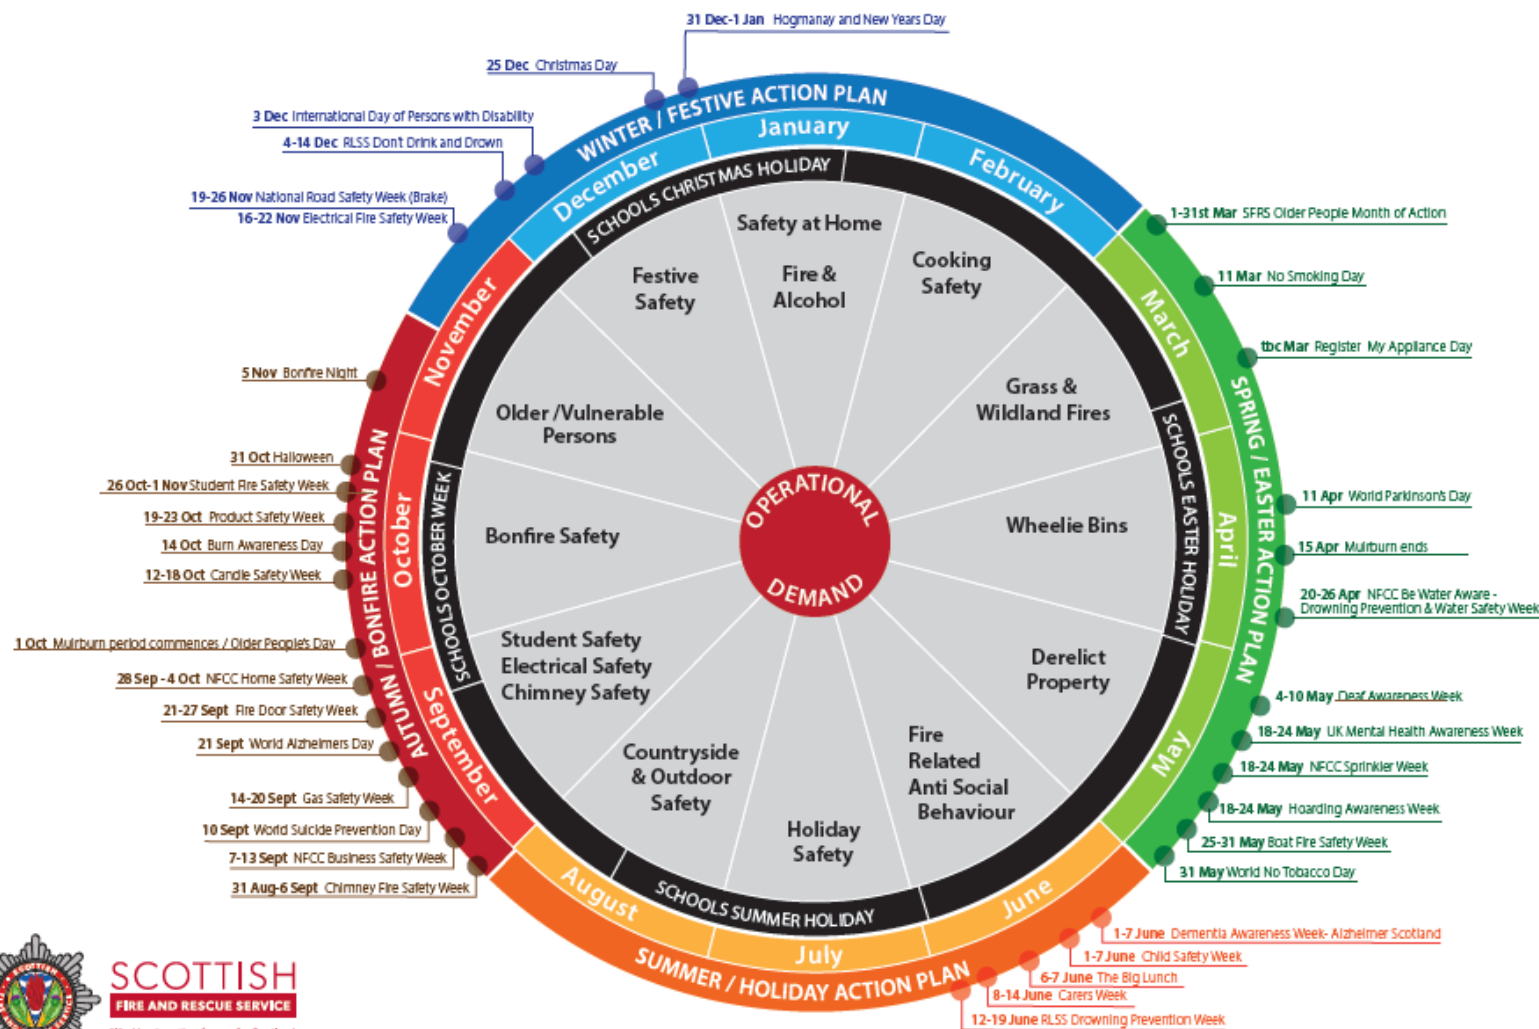 31 Dec-1 Jan Hogmanay and New Years Day
25 Dec Christmas Day
3 Dec International Day of Persons with Disability
4-14 Dec RLSS Don't Drink and Drown
19-26 Nov National Road Safety Week (Brake)
16-22 Nov Electrical Fire Safety Week
5 Nov Bonfire Night
31 Oct Halloween
26 Oct-1 Nov Student Fire Safety Week
19-23 Oct Product Safety Week
14 Oct Burn Awareness Day
12-18 Oct Candle Safety Week
1 Oct Muirburn period commences / Older People's Day
28 Sep - 4 Oct NFCC Home Safety Week
21-27 Sept Fire Door Safety Week
21 Sept World Alzheimers Day
14-20 Sept Gas Safety Week
10 Sept World Suicide Prevention Day
7-13 Sept NFCC Business Safety Week
31 Aug-6 Sept Chimney Fire Safety Week
WINTER / FESTIVE ACTION PLAN
SPRING / EASTER ACTION PLAN
SUMMER / HOLIDAY ACTION PLAN
AUTUMN / BONFIRE ACTION PLAN
January
February
March
April
May
June
July
August
September
October
November
December
SCHOOLS CHRISTMAS HOLIDAY
SCHOOLS EASTER HOLIDAY
SCHOOLS SUMMER HOLIDAY
SCHOOLS OCTOBER WEEK
Safety at Home
Fire &
Alcohol
Cooking
Safety
Grass &
Wildland Fires
Wheelie Bins
Derelict
Property
Fire
Related
Anti Social
Behaviour
Holiday
Safety
Countryside
& Outdoor
Safety
Student Safety
Electrical Safety
Chimney Safety
Bonfire Safety
Older /Vulnerable
Persons
Festive
Safety
OPERATIONAL
DEMAND
1-31st Mar SFRS Older People Month of Action
11 Mar No Smoking Day
tbc Mar Register My Appliance Day
11 Apr World Parkinson's Day
15 Apr Muirburn ends
20-26 Apr NFCC Be Water Aware -
Drowning Prevention & Water Safety Week
4-10 May Deaf Awareness Week
18-24 May UK Mental Health Awareness Week
18-24 May NFCC Sprinkler Week
18-24 May Hoarding Awareness Week
25-31 May Boat Fire Safety Week
31 May World No Tobacco Day
1-7 June Dementia Awareness Week- Alzheimer Scotland
1-7 June Child Safety Week
6-7 June The Big Lunch
8-14 June Carers Week
12-19 June RLSS Drowning Prevention Week
SCOTTISH
FIRE AND RESCUE SERVICE